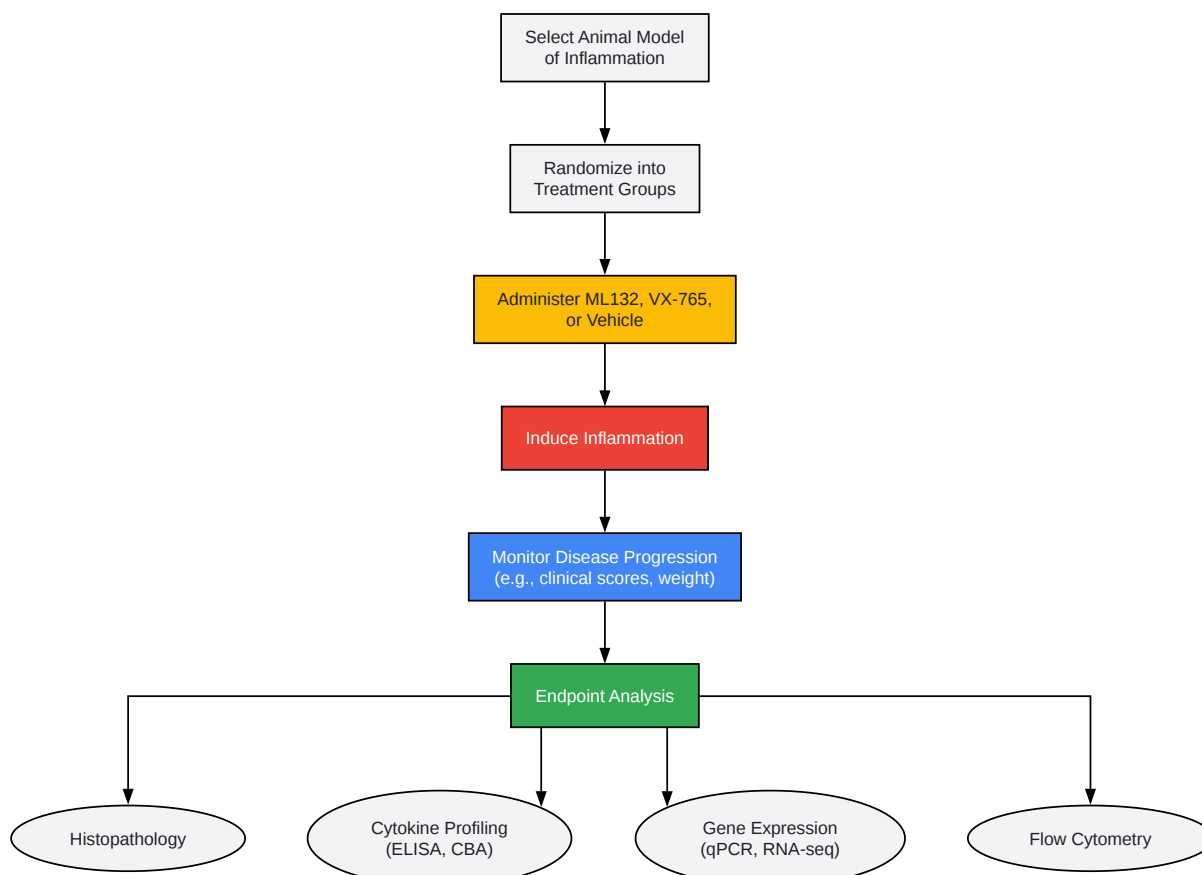 Select Animal Model
of Inflammation
Randomize into
Treatment Groups
Administer ML132, VX-765,
or Vehicle
Induce Inflammation
Monitor Disease Progression
(e.g., clinical scores, weight)
Endpoint Analysis
Histopathology
Cytokine Profiling
(ELISA, CBA)
Gene Expression
(qPCR, RNA-seq)
Flow Cytometry